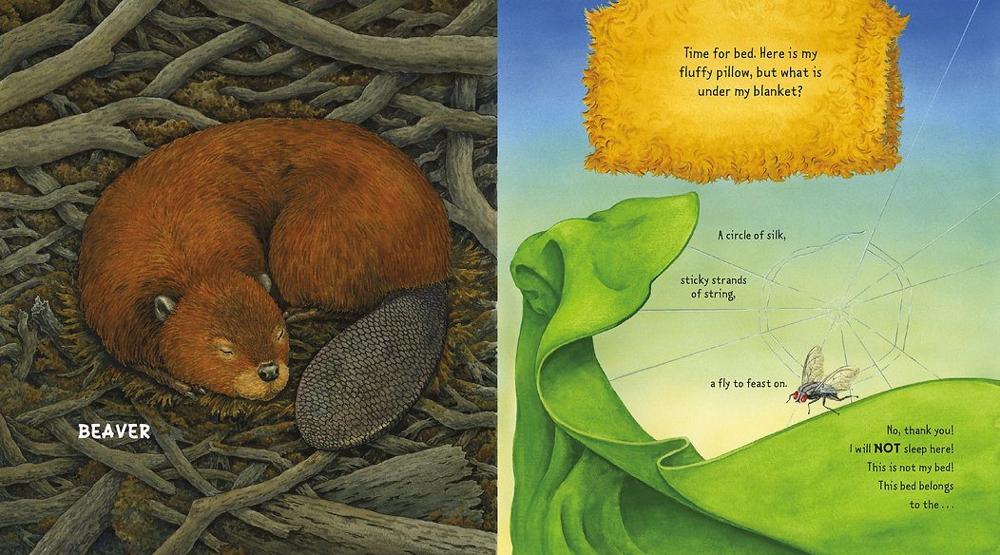 BEAVER
Time for bed. Here is my
fluffy pillow, but what is
under my blanket?
A circle of silk,
sticky strands
of string,
a fly to feast on.
No, thank you!
I will NOT sleep here!
This is not my bed!
This bed belongs
to the . . .